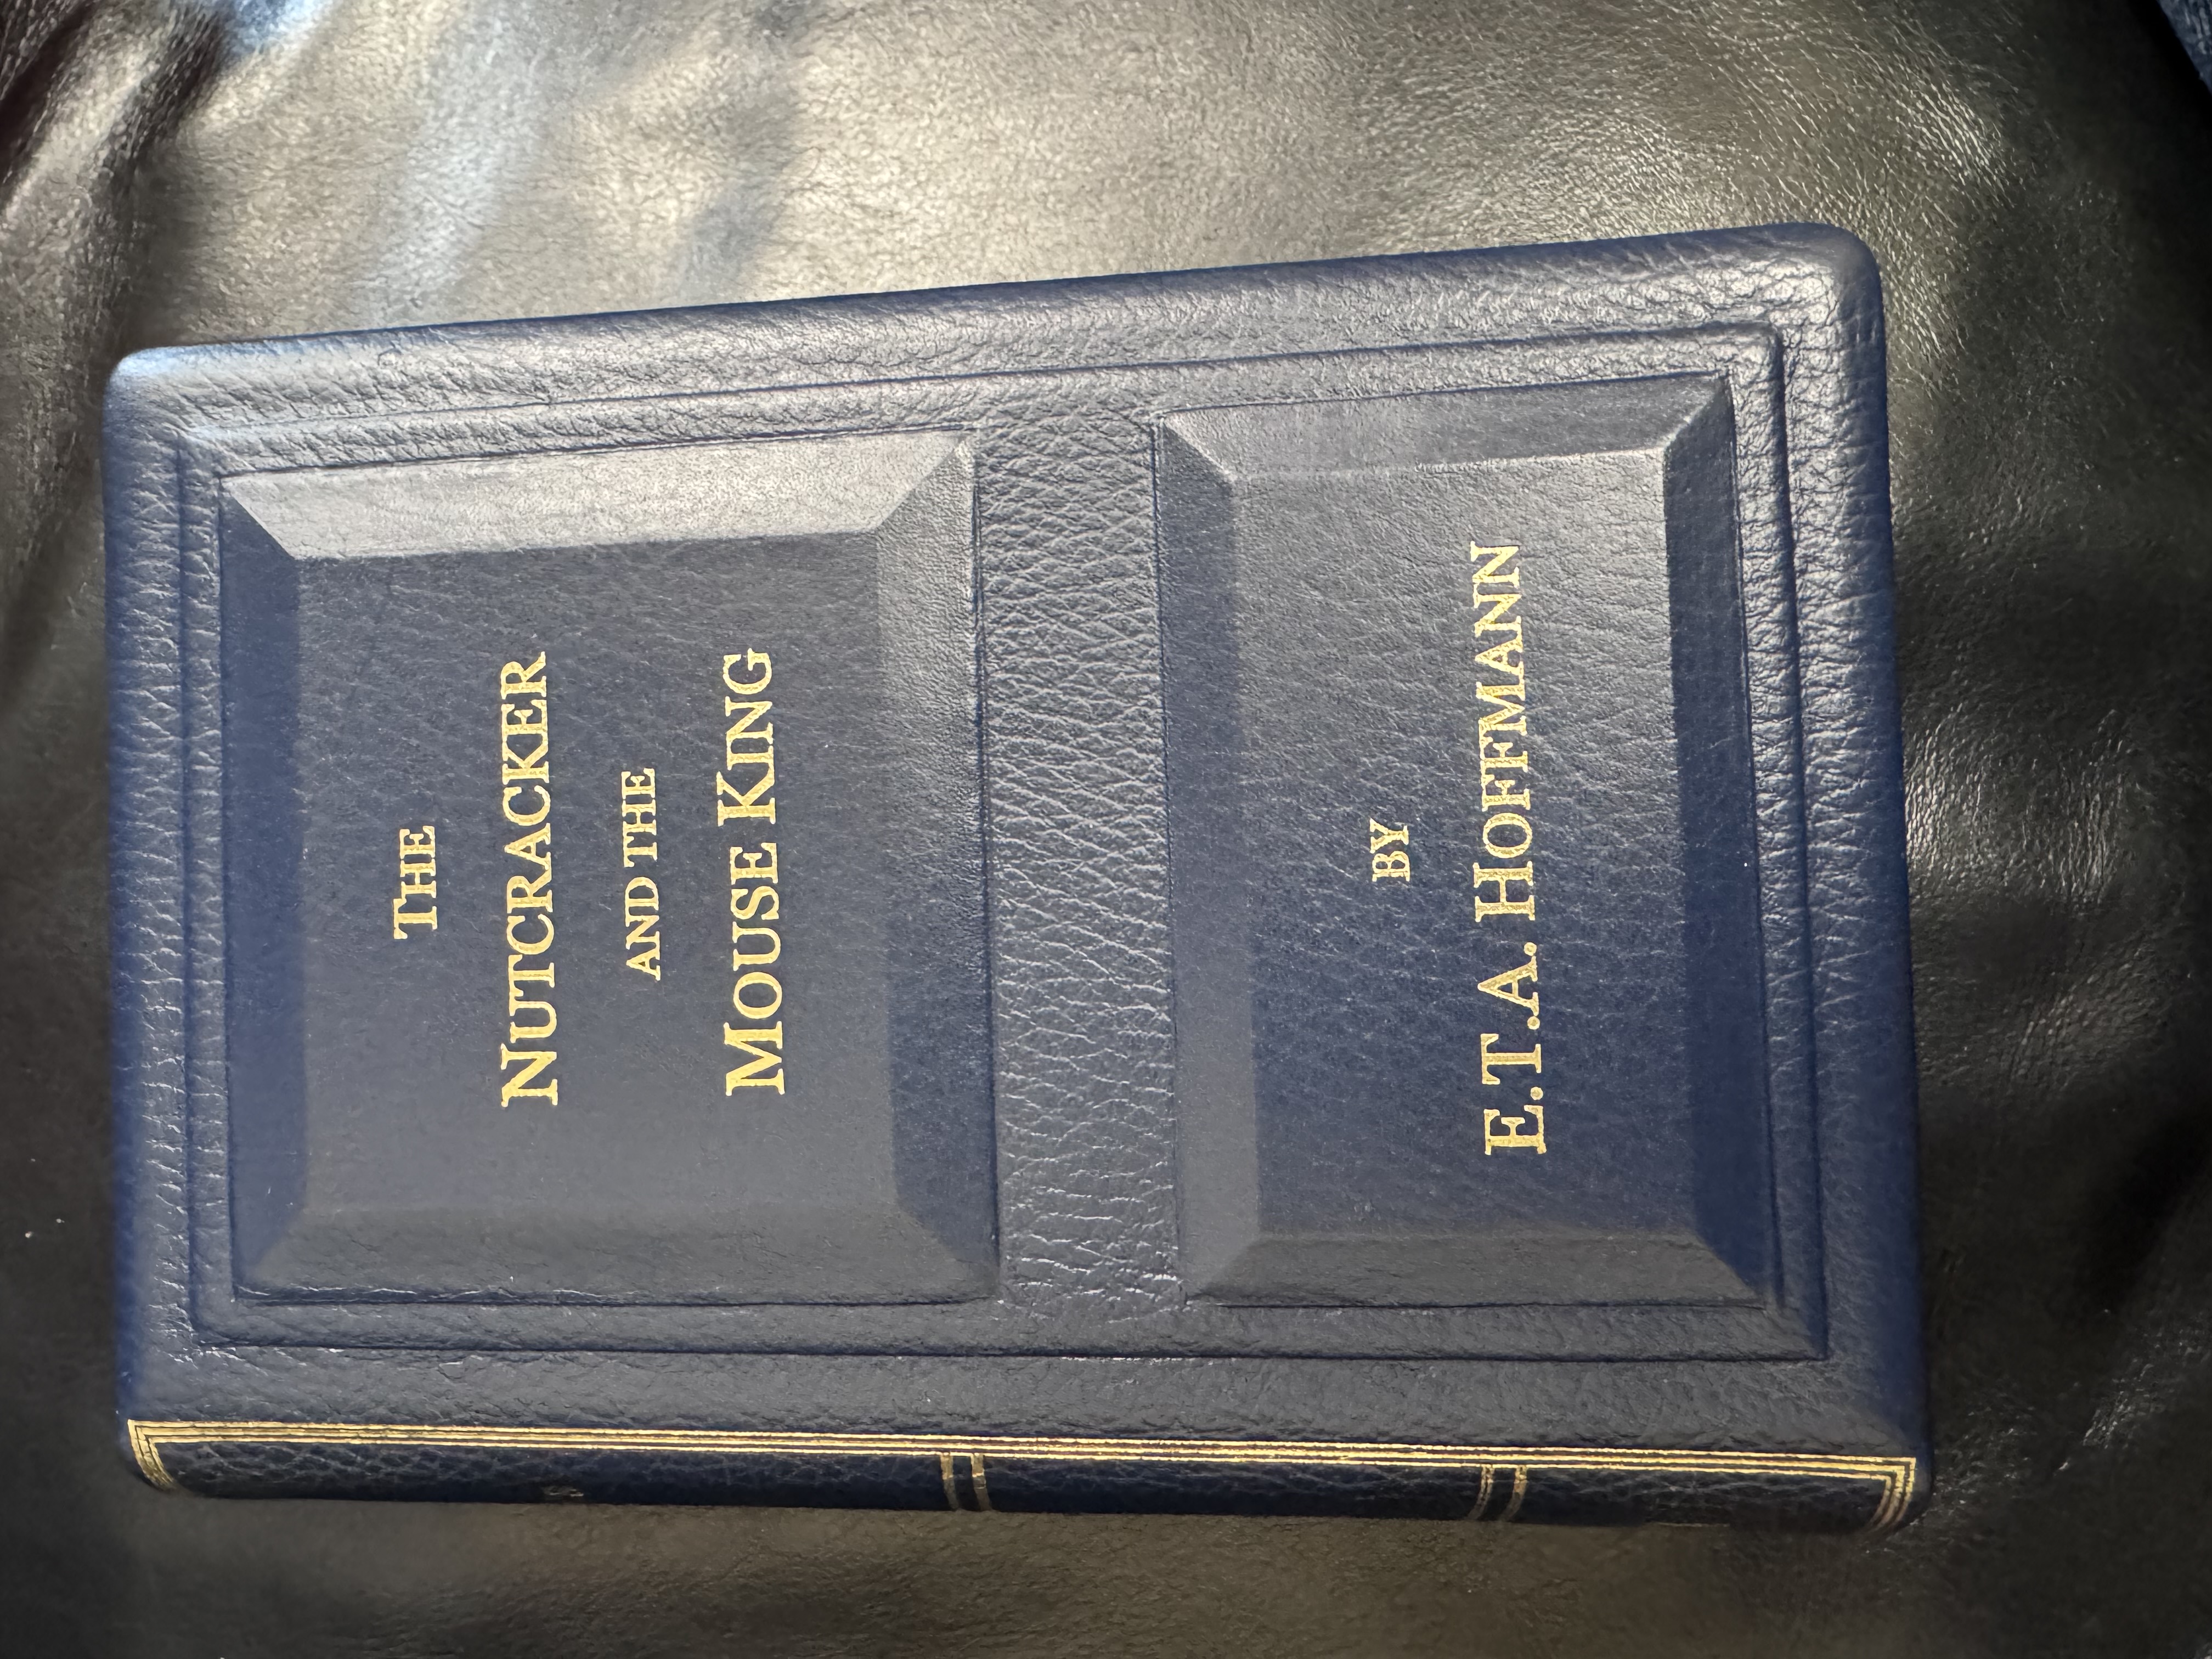 THE
NUTCRACKER
AND THE
MOUSE KING
BY
E.T.A. HOFFMANN